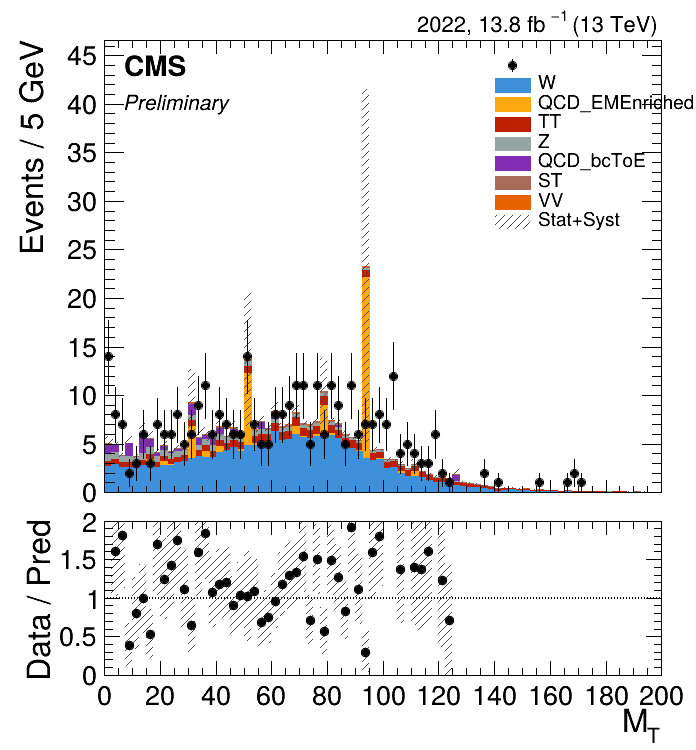 2022, 13.8 fb⁻¹ (13 TeV)
CMS
Preliminary
W
QCD_EMEnriched
TT
Z
QCD_bcToE
ST
VV
Stat+Syst
Events / 5 GeV
45
40
35
30
25
20
15
10
5
0
Data / Pred
2
1.5
1
0.5
0
0 20 40 60 80 100 120 140 160 180 200
M_T